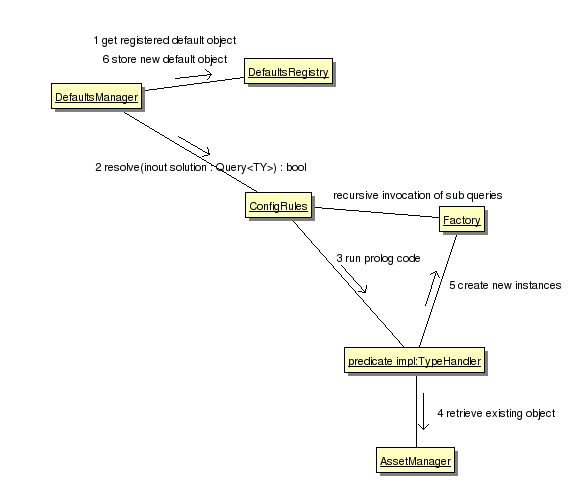 1 get registered default object
6 store new default object
DefaultsRegistry
DefaultsManager
2 resolve(inout solution : Query<TY>) : bool
recursive invocation of sub queries
ConfigRules
Factory
3 run prolog code
5 create new instances
predicate impl:TypeHandler
4 retrieve existing object
AssetManager